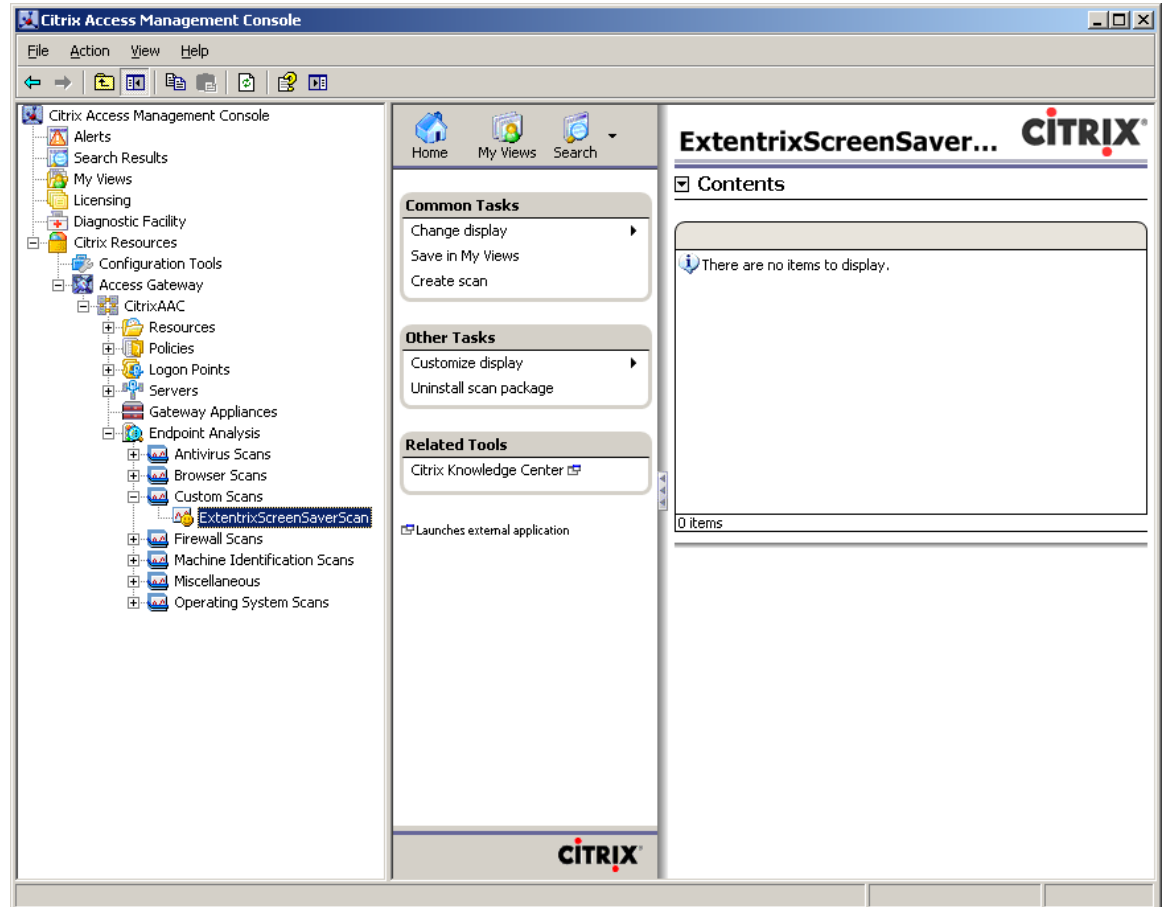 Citrix Access Management Console
File Action View Help
Citrix Access Management Console
Alerts
Search Results
My Views
Licensing
Diagnostic Facility
Citrix Resources
Configuration Tools
Access Gateway
CitrixAAC
Resources
Policies
Logon Points
Servers
Gateway Appliances
Endpoint Analysis
Antivirus Scans
Browser Scans
Custom Scans
ExtentrixScreenSaverScan
Firewall Scans
Machine Identification Scans
Miscellaneous
Operating System Scans
Home My Views Search
Common Tasks
Change display
Save in My Views
Create scan
Other Tasks
Customize display
Uninstall scan package
Related Tools
Citrix Knowledge Center
Launches external application
CITRIX
ExtentrixScreenSaver... CITRIX
Contents
There are no items to display.
0 items